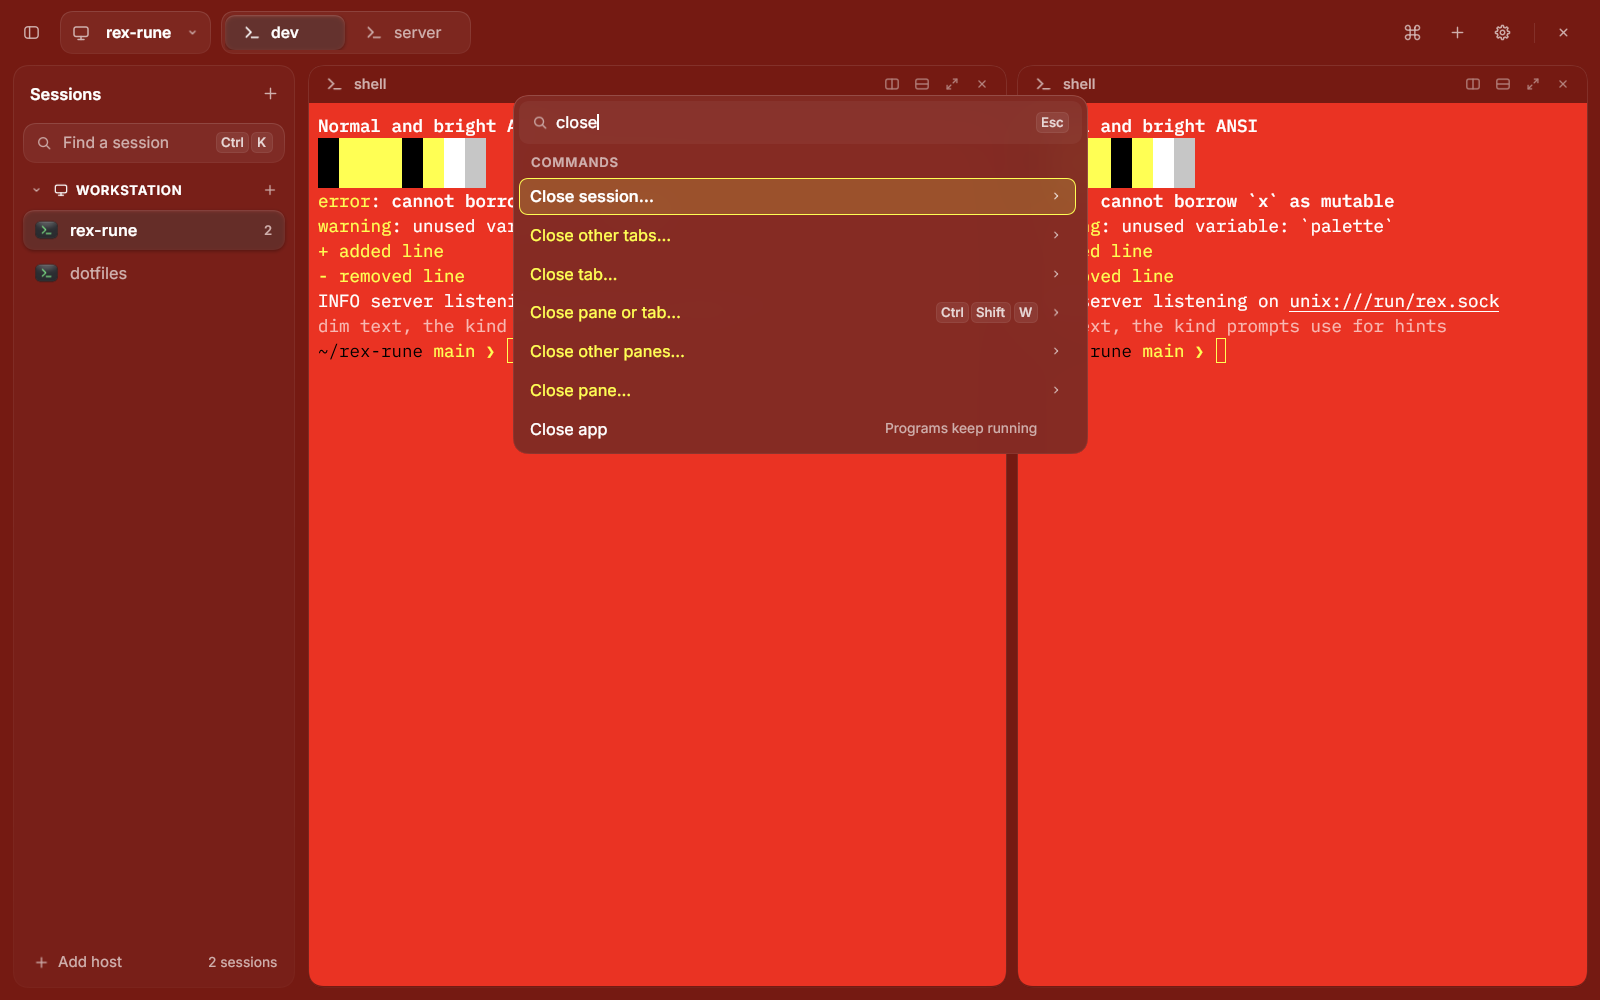 rex-rune
dev
server
Sessions
Find a session
Ctrl K
WORKSTATION
rex-rune 2
dotfiles
Add host
2 sessions
shell
Normal and bright A
error: cannot borro
warning: unused var
+ added line
- removed line
INFO server listeni
dim text, the kind
~/rex-rune main ❯
close
Esc
COMMANDS
Close session...
Close other tabs...
Close tab...
Close pane or tab... Ctrl Shift W
Close other panes...
Close pane...
Close app Programs keep running
shell
and bright ANSI
cannot borrow `x` as mutable
g: unused variable: `palette`
d line
oved line
server listening on unix:///run/rex.sock
ext, the kind prompts use for hints
rune main ❯